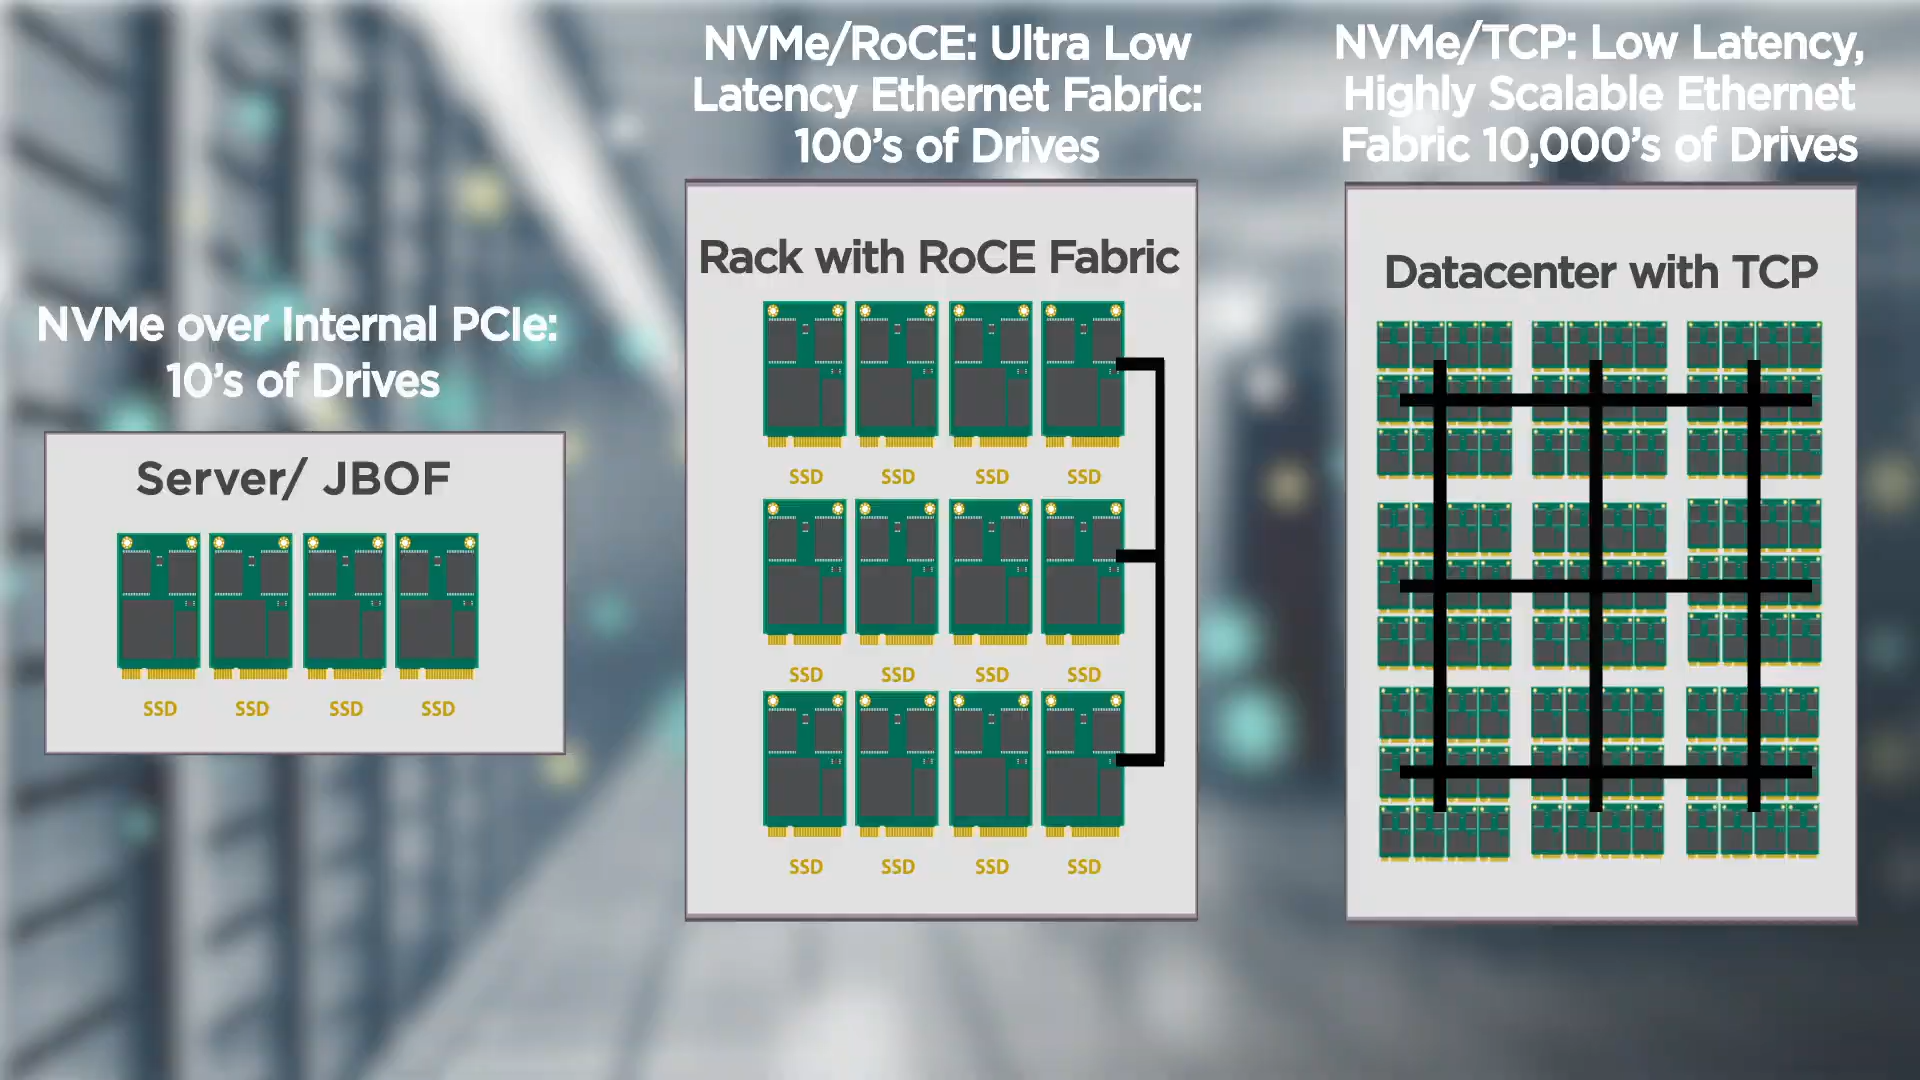 NVMe over Internal PCIe:
10's of Drives
Server/ JBOF
SSD SSD SSD SSD
NVMe/RoCE: Ultra Low
Latency Ethernet Fabric:
100's of Drives
Rack with RoCE Fabric
SSD SSD SSD SSD
SSD SSD SSD SSD
SSD SSD SSD SSD
NVMe/TCP: Low Latency,
Highly Scalable Ethernet
Fabric 10,000's of Drives
Datacenter with TCP